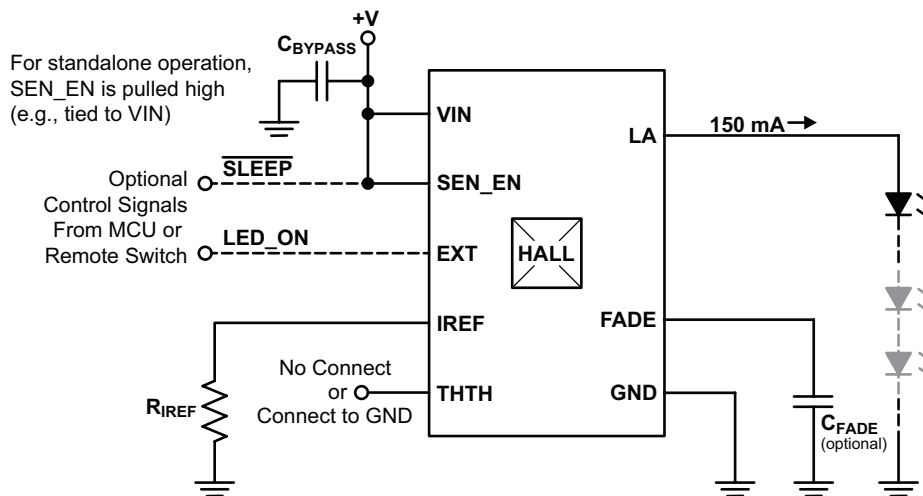 +V
CBYPASS
For standalone operation,
SEN_EN is pulled high
(e.g., tied to VIN)
VIN
LA
150 mA
SLEEP
SEN_EN
Optional
Control Signals
From MCU or
Remote Switch
LED_ON
EXT
HALL
IREF
FADE
No Connect
or
Connect to GND
THTH
GND
RIREF
CFADE
(optional)